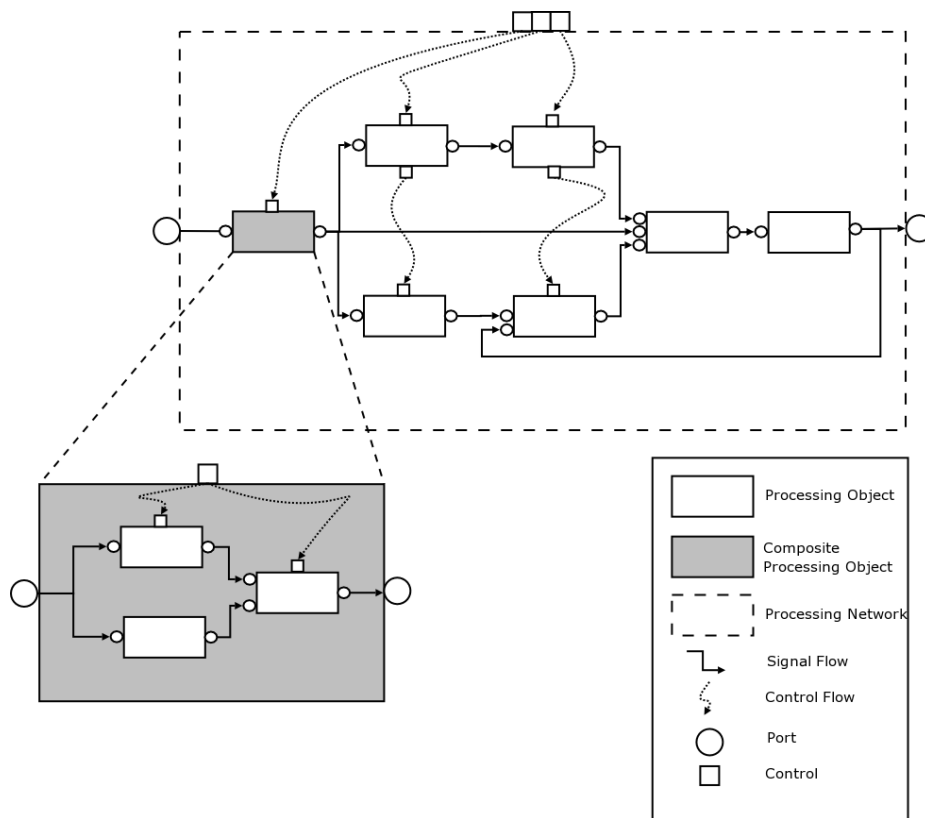 Processing Object
Composite
Processing Object
Processing Network
Signal Flow
Control Flow
Port
Control